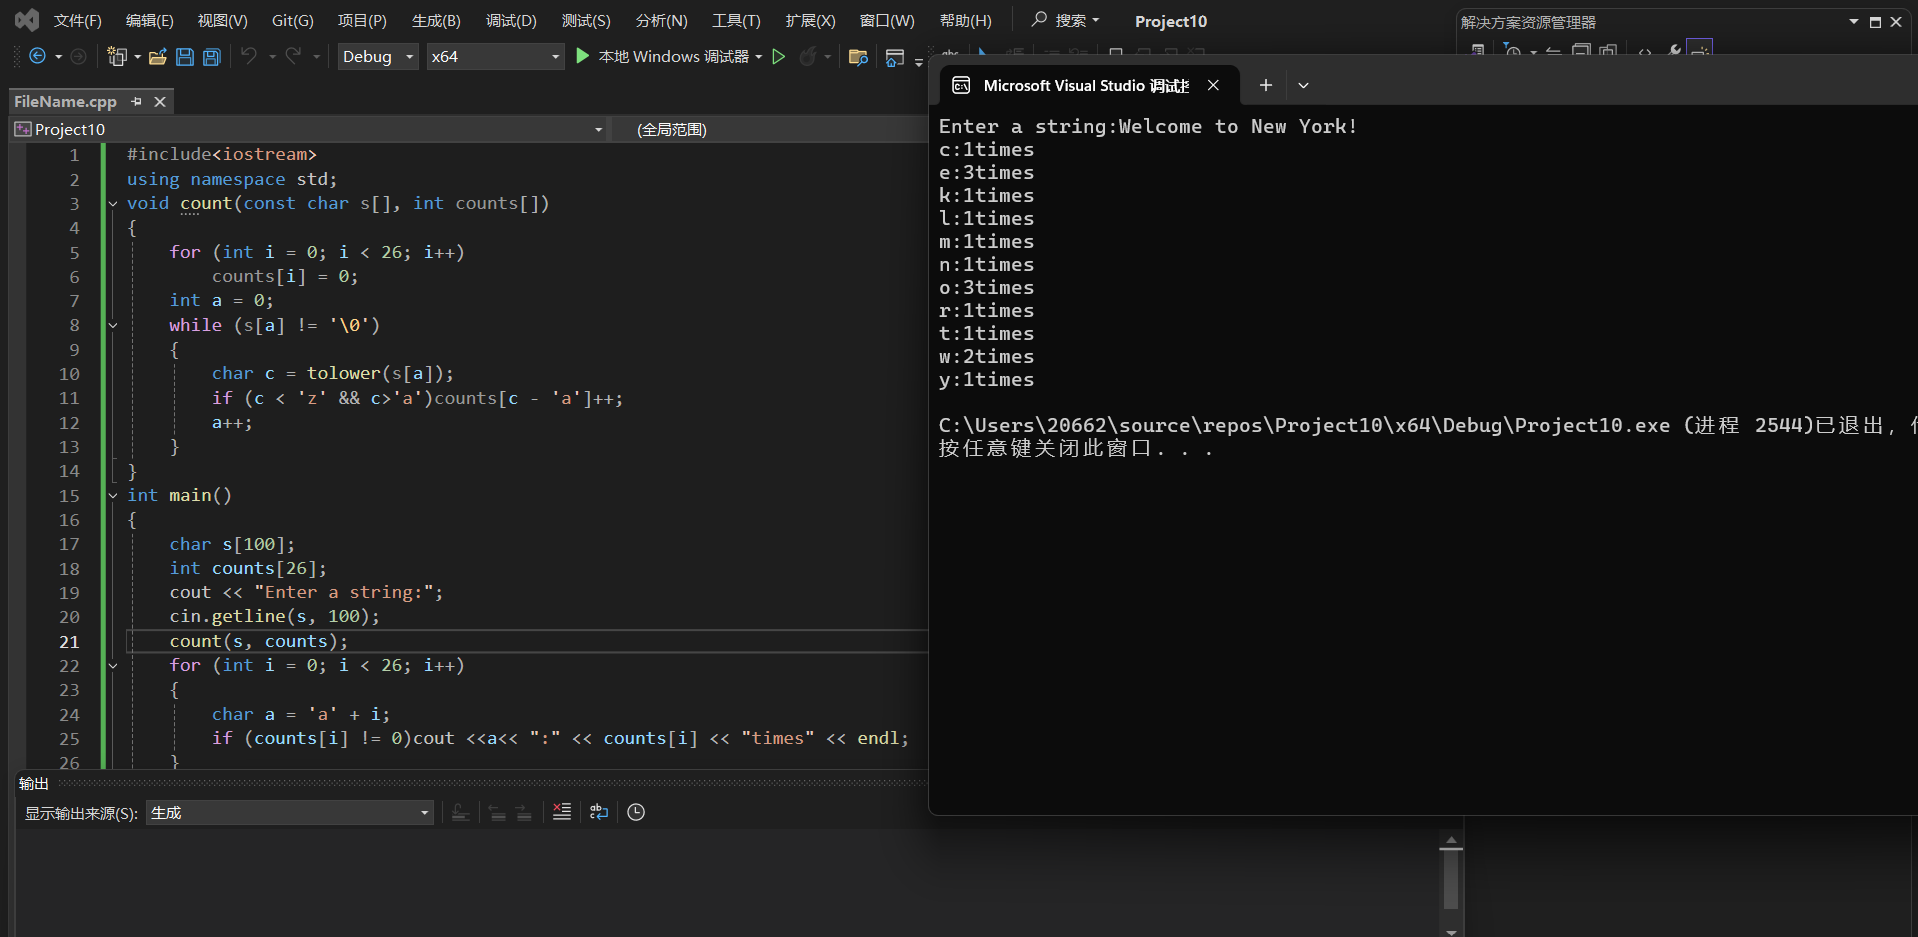 文件(F) 编辑(E) 视图(V) Git(G) 项目(P) 生成(B) 调试(D) 测试(S) 分析(N) 工具(T) 扩展(X) 窗口(W) 帮助(H) 搜索 Project10
解决方案资源管理器
Debug x64 本地 Windows 调试器
FileName.cpp
Project10 (全局范围)
1 #include<iostream>
2 using namespace std;
3 void count(const char s[], int counts[])
4 {
5 for (int i = 0; i < 26; i++)
6 counts[i] = 0;
7 int a = 0;
8 while (s[a] != '\0')
9 {
10 char c = tolower(s[a]);
11 if (c < 'z' && c>'a')counts[c - 'a']++;
12 a++;
13 }
14 }
15 int main()
16 {
17 char s[100];
18 int counts[26];
19 cout << "Enter a string:";
20 cin.getline(s, 100);
21 count(s, counts);
22 for (int i = 0; i < 26; i++)
23 {
24 char a = 'a' + i;
25 if (counts[i] != 0)cout <<a<< ":" << counts[i] << "times" << endl;
26 }
输出
显示输出来源(S): 生成
Microsoft Visual Studio 调试
Enter a string:Welcome to New York!
c:1times
e:3times
k:1times
l:1times
m:1times
n:1times
o:3times
r:1times
t:1times
w:2times
y:1times
C:\Users\20662\source\repos\Project10\x64\Debug\Project10.exe (进程 2544)已退出,
按任意键关闭此窗口. . .